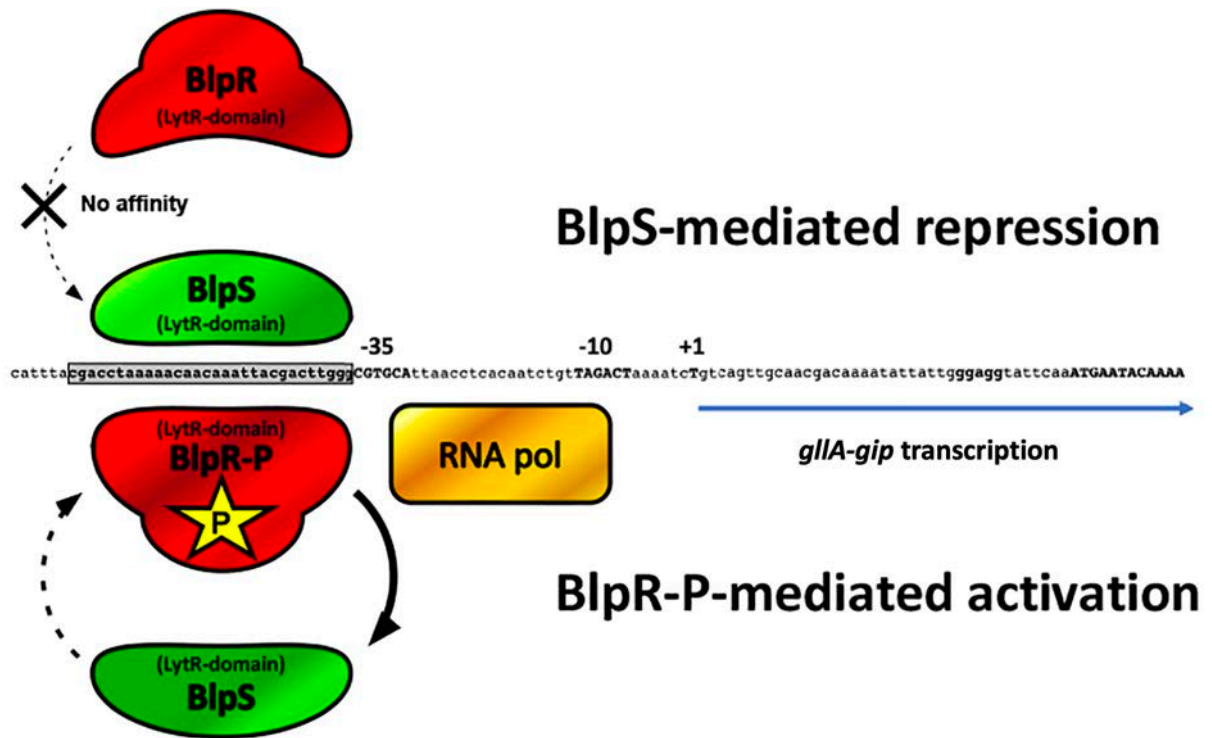 BlpR
(LytR-domain)
No affinity
BlpS-mediated repression
BlpS
(LytR-domain)
-35 -10 +1
catttacgacctaaaaacaacaaattacgacttgggCGTGCAttaacctcacaatctgtTAGACTaaaatcTgtcagttgcaacgacaaaatattattgggaggtattcaaATGAATACAAAA
(LytR-domain)
BlpR-P
P
RNA pol
gllA-gip transcription
BlpR-P-mediated activation
(LytR-domain)
BlpS